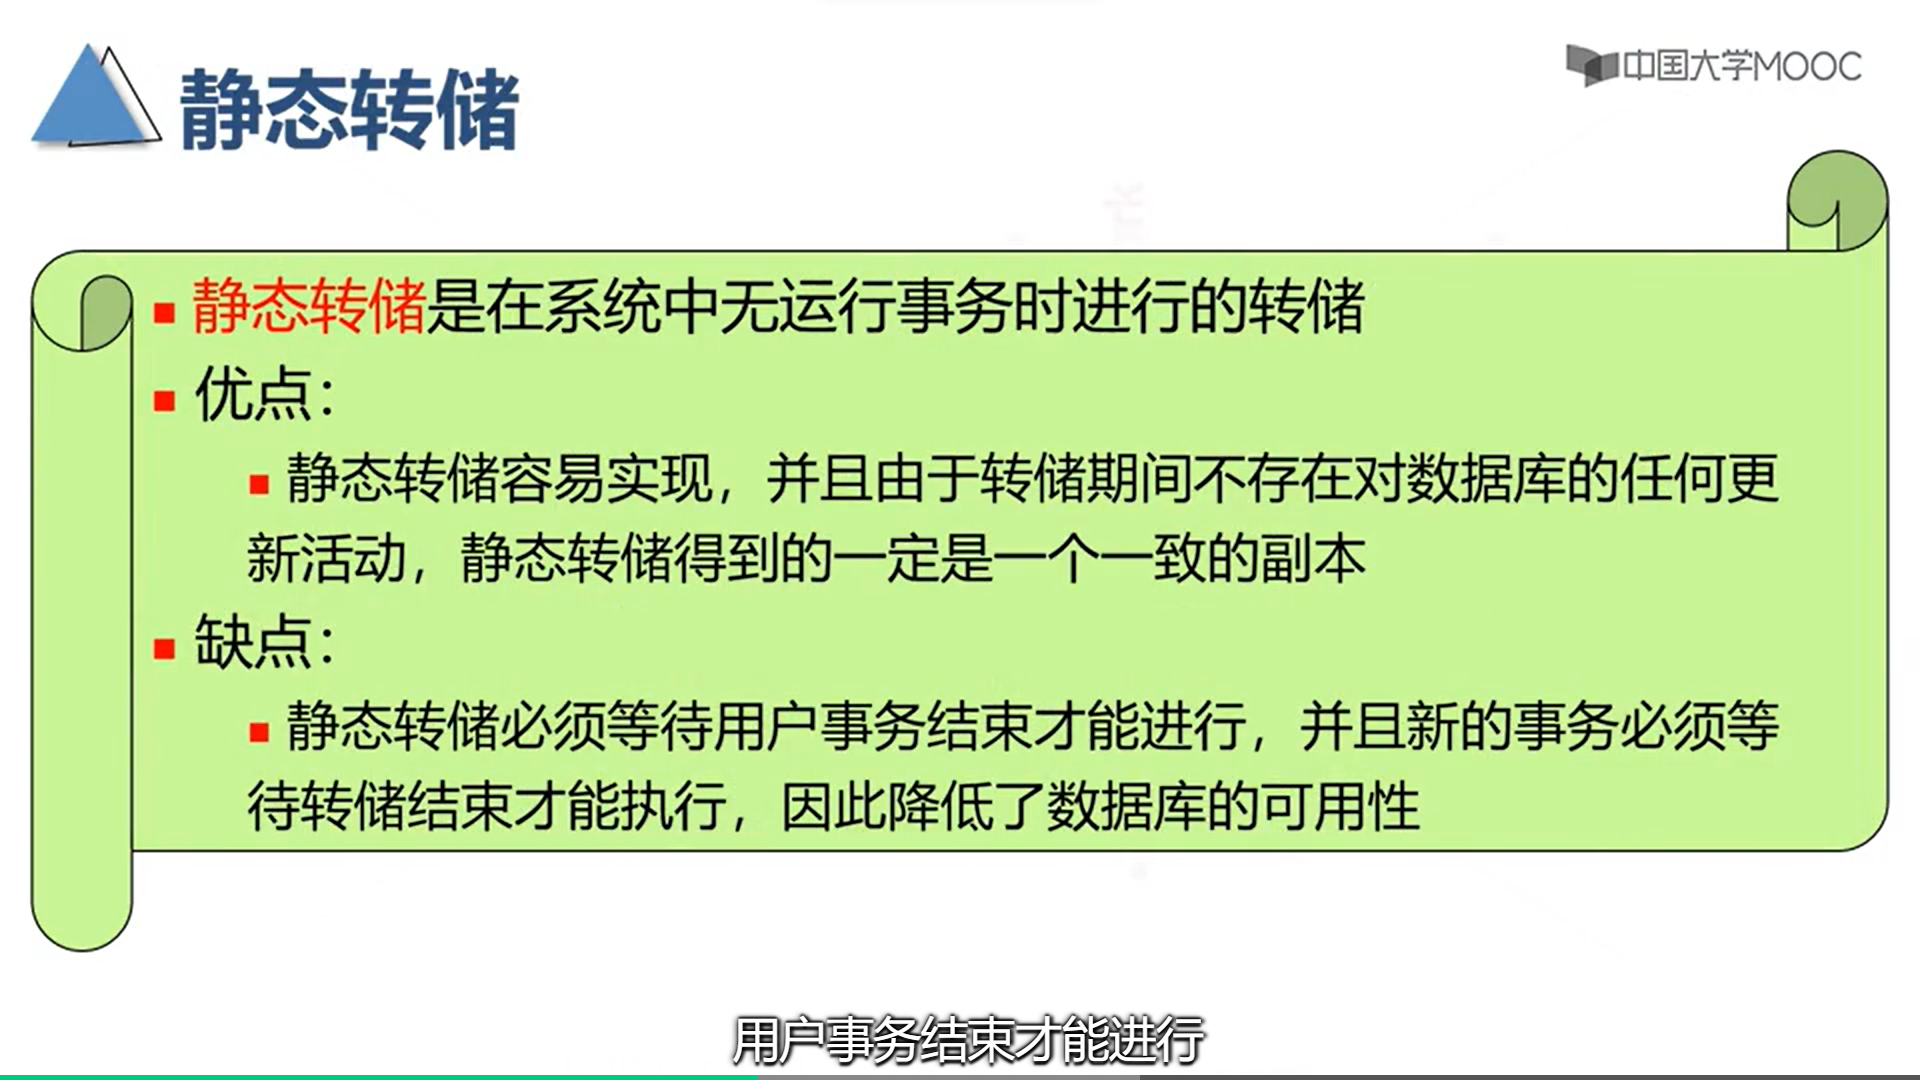 静态转储
中国大学MOOC
静态转储是在系统中无运行事务时进行的转储
优点：
静态转储容易实现，并且由于转储期间不存在对数据库的任何更
新活动，静态转储得到的一定是一个一致的副本
缺点：
静态转储必须等待用户事务结束才能进行，并且新的事务必须等
待转储结束才能执行，因此降低了数据库的可用性
用户事务结束才能进行